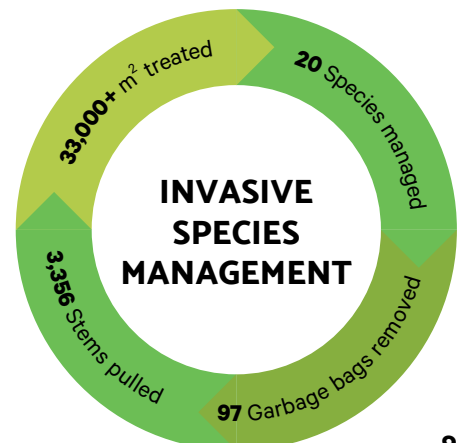 INVASIVE
SPECIES
MANAGEMENT
20 Species managed
97 Garbage bags removed
3,356 Stems pulled
33,000+ m² treated